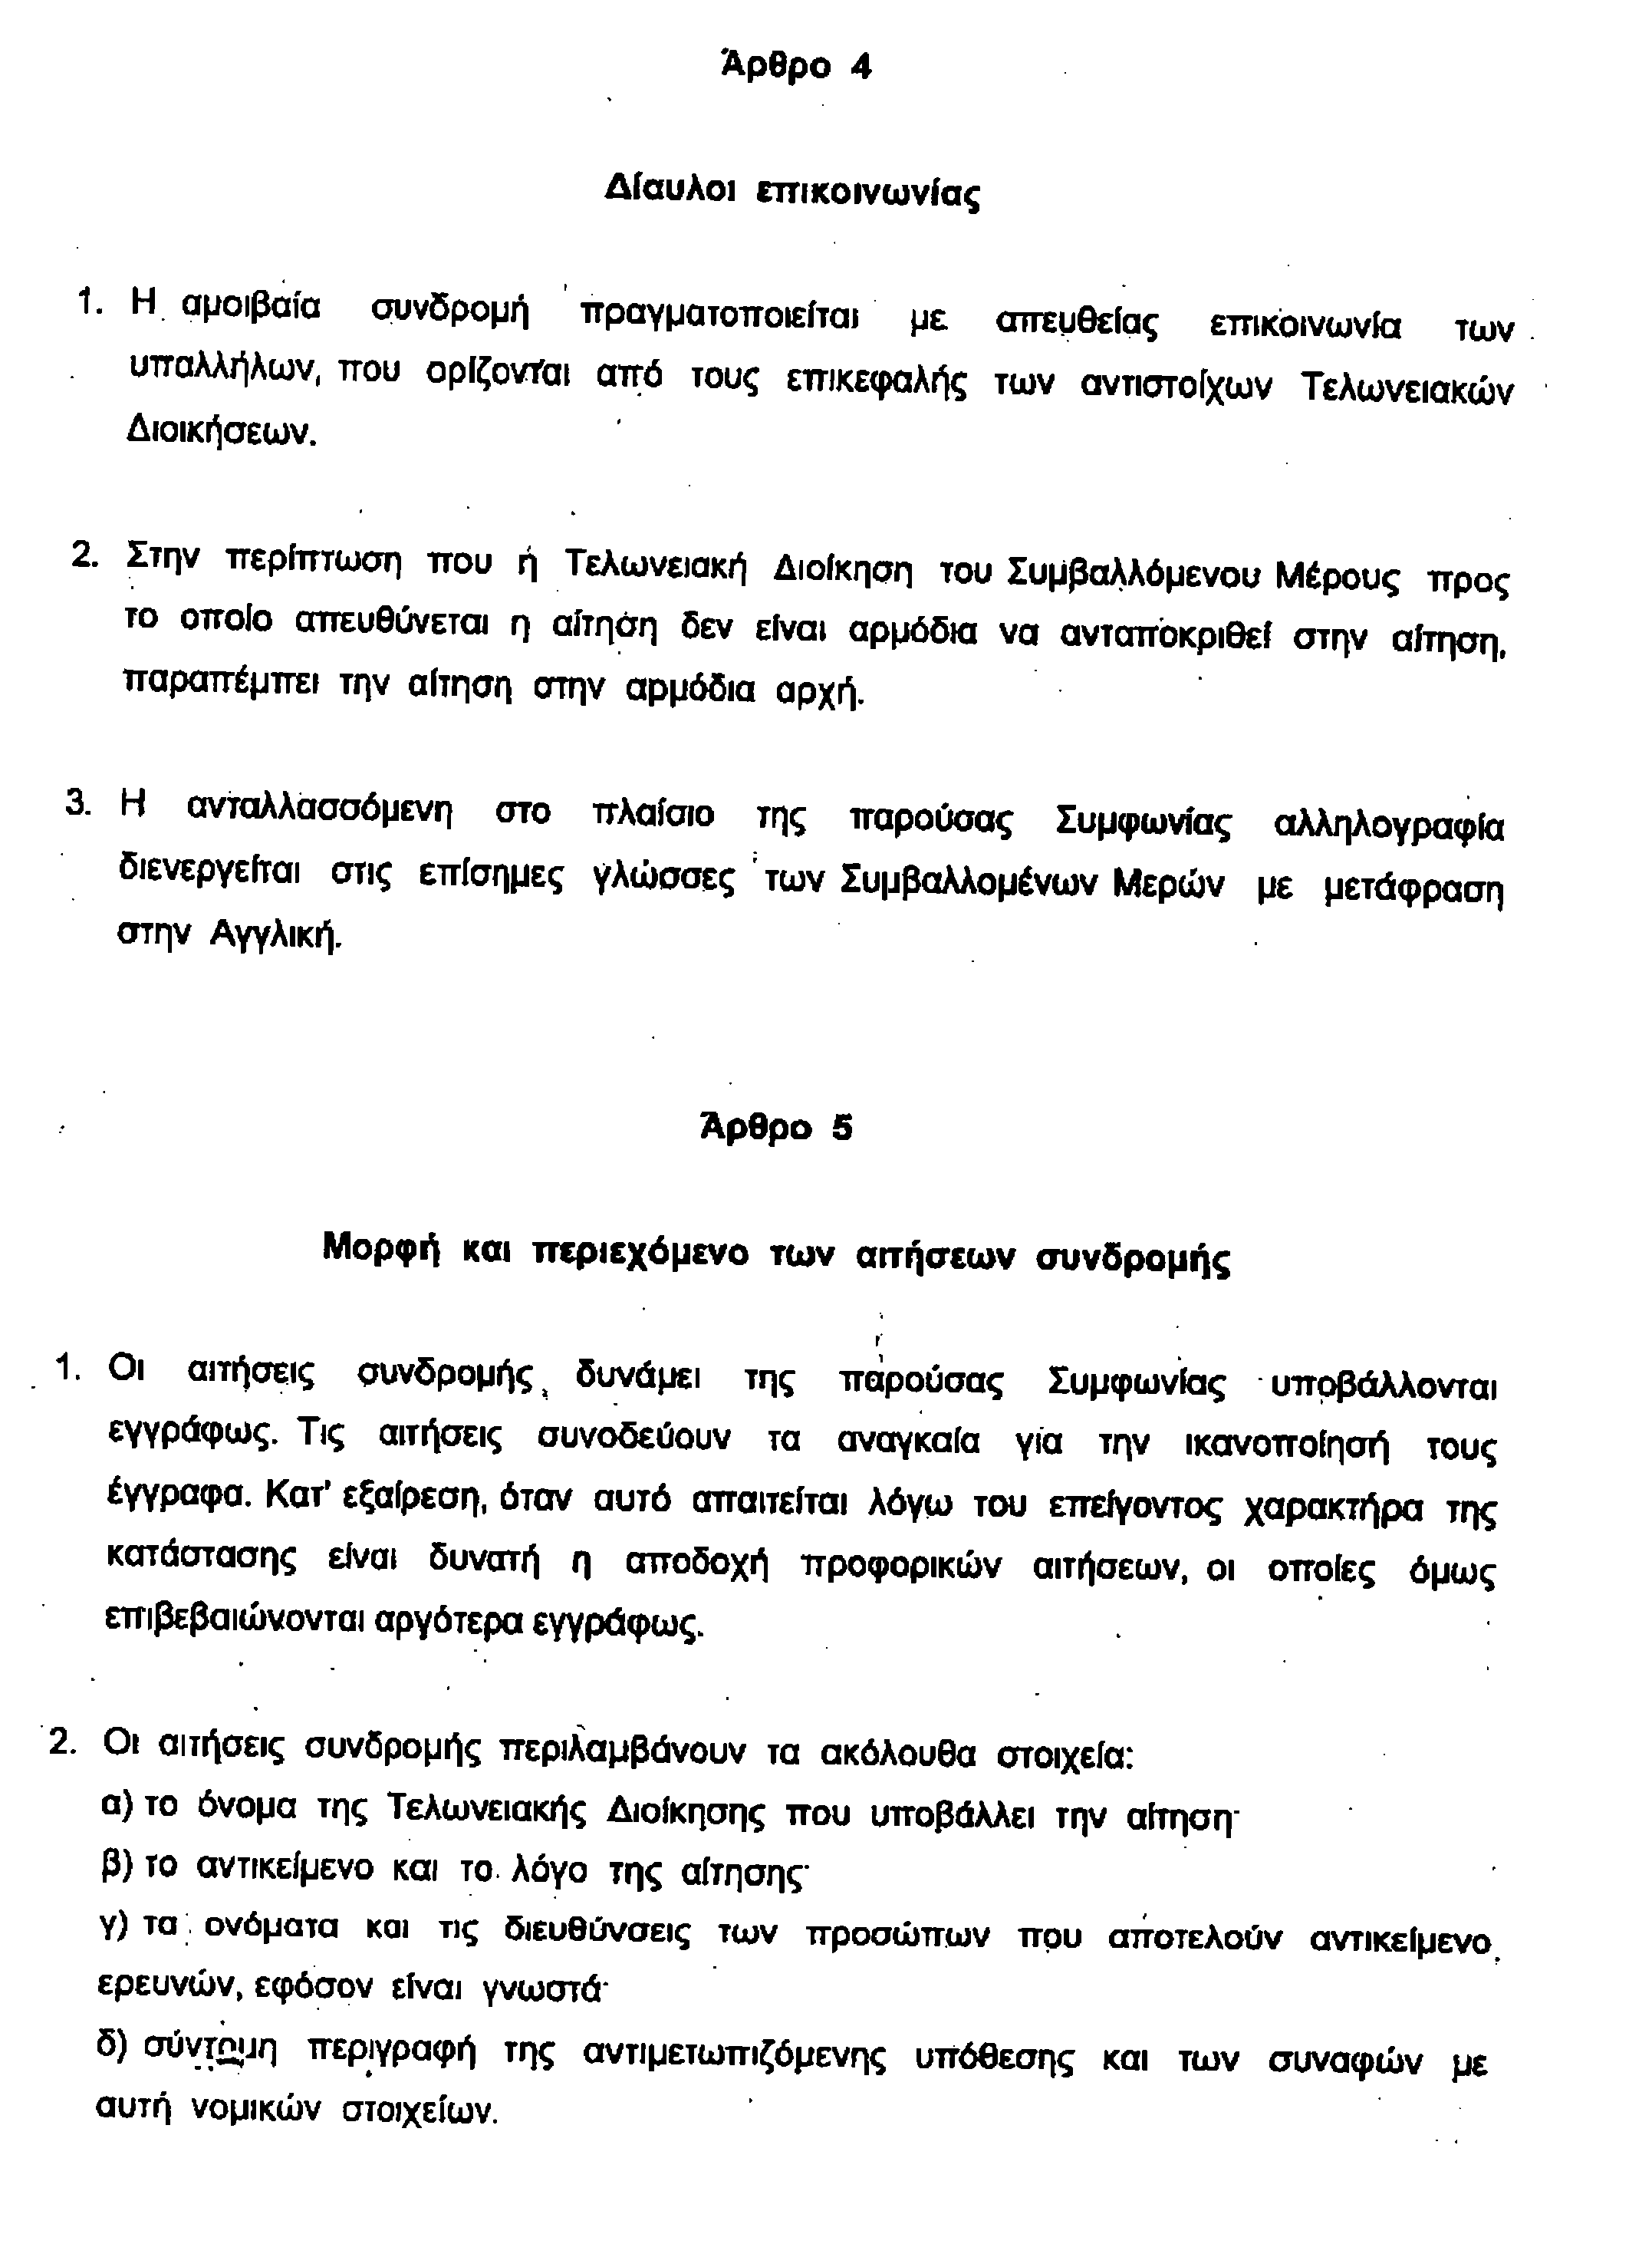 Άρθρο 4
Δίαυλοι επικοινωνίας
1. Η αμοιβαία συνδρομή πραγματοποιείται με απευθείας επικοινωνία των
υπαλλήλων, που ορίζονται από τους επικεφαλής των αντιστοίχων Τελωνειακών
Διοικήσεων.
2. Στην περίπτωση που ή Τελωνειακή Διοίκηση του Συμβαλλόμενου Μέρους προς
το οποίο απευθύνεται η αίτηση δεν είναι αρμόδια να ανταποκριθεί στην αίτηση,
παραπέμπει την αίτηση στην αρμόδια αρχή.
3. Η ανταλλασσόμενη στο πλαίσιο της παρούσας Συμφωνίας αλληλογραφία
διενεργείται στις επίσημες γλώσσες των Συμβαλλομένων Μερών με μετάφραση
στην Αγγλική.
Άρθρο 5
Μορφή και περιεχόμενο των αιτήσεων συνδρομής
1. Οι αιτήσεις συνδρομής δυνάμει της παρούσας Συμφωνίας υποβάλλονται
εγγράφως. Τις αιτήσεις συνοδεύουν τα αναγκαία για την ικανοποίησή τους
έγγραφα. Κατ' εξαίρεση, όταν αυτό απαιτείται λόγω του επείγοντος χαρακτήρα της
κατάστασης είναι δυνατή η αποδοχή προφορικών αιτήσεων, οι οποίες όμως
επιβεβαιώνονται αργότερα εγγράφως.
2. Οι αιτήσεις συνδρομής περιλαμβάνουν τα ακόλουθα στοιχεία:
α) το όνομα της Τελωνειακής Διοίκησης που υποβάλλει την αίτηση·
β) το αντικείμενο και το λόγο της αίτησης·
γ) τα ονόματα και τις διευθύνσεις των προσώπων που αποτελούν αντικείμενο
ερευνών, εφόσον είναι γνωστά·
δ) σύντομη περιγραφή της αντιμετωπιζόμενης υπόθεσης και των συναφών με
αυτή νομικών στοιχείων.